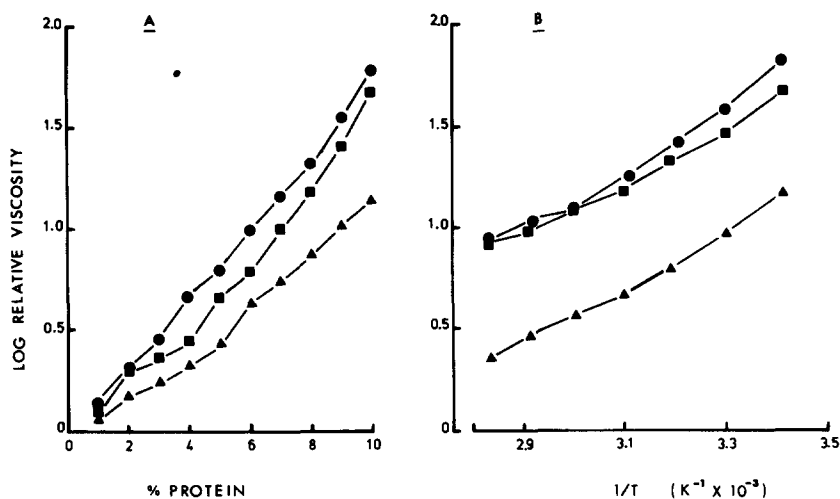 A
B
2.0
1.5
1.0
0.5
0
0 2 4 6 8 10
% PROTEIN
LOG RELATIVE VISCOSITY
2.0
1.5
1.0
0.5
0
2.9 3.1 3.3 3.5
1/T (K⁻¹ X 10⁻³)